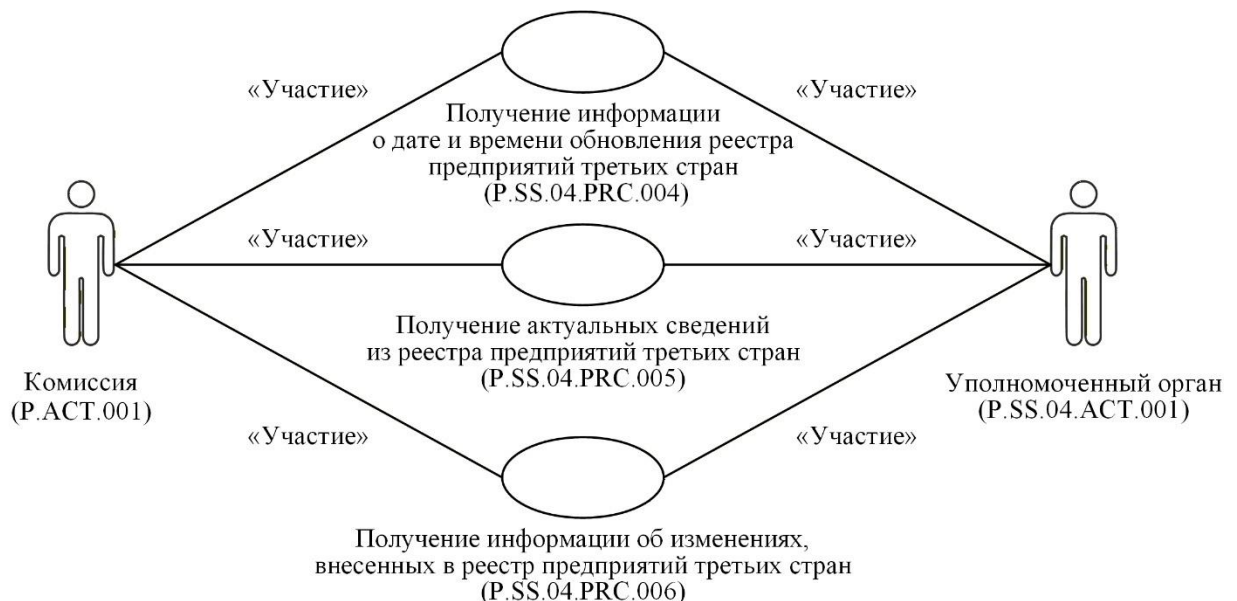 «Участие»
«Участие»
Получение информации
о дате и времени обновления реестра
предприятий третьих стран
(P.SS.04.PRC.004)
«Участие»
«Участие»
Получение актуальных сведений
из реестра предприятий третьих стран
(P.SS.04.PRC.005)
Комиссия
(P.ACT.001)
Уполномоченный орган
(P.SS.04.ACT.001)
«Участие»
«Участие»
Получение информации об изменениях,
внесенных в реестр предприятий третьих стран
(P.SS.04.PRC.006)